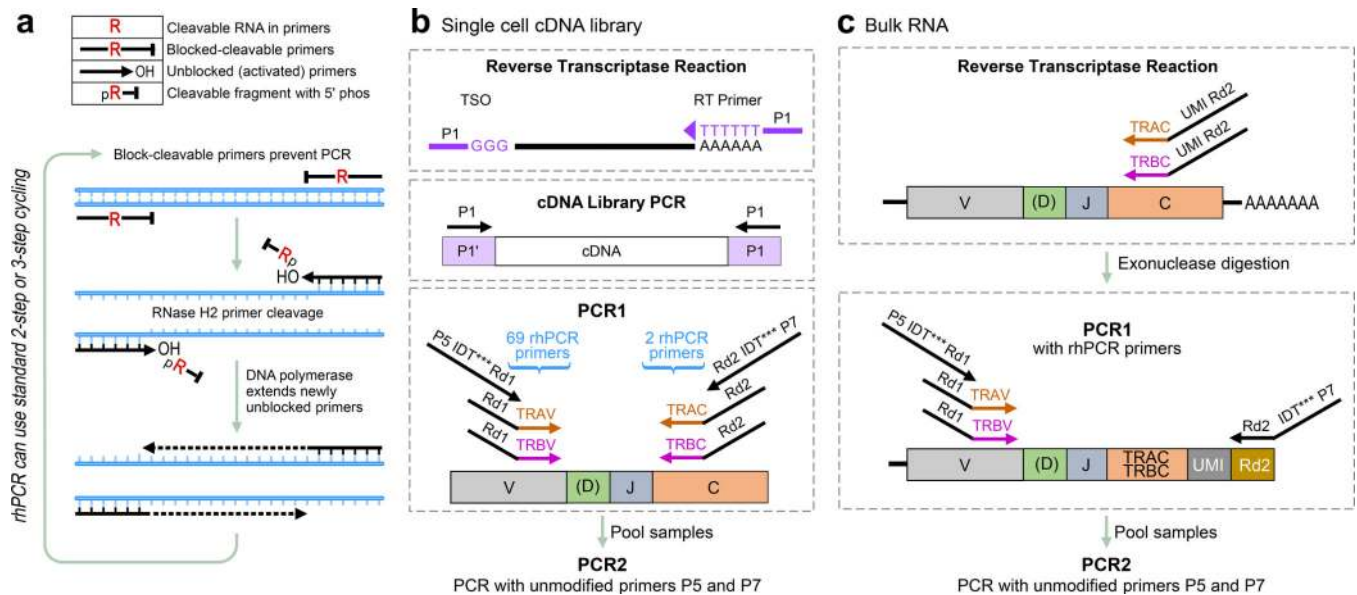 a
R Cleavable RNA in primers
R Blocked-cleavable primers
OH Unblocked (activated) primers
pR Cleavable fragment with 5' phos
rhPCR can use standard 2-step or 3-step cycling
Block-cleavable primers prevent PCR
R
R
R
p
HO
RNase H2 primer cleavage
OH
pR
DNA polymerase
extends newly
unblocked primers
b Single cell cDNA library
Reverse Transcriptase Reaction
TSO
RT Primer
P1
GGG
TTTTTT
P1
AAAAAA
cDNA Library PCR
P1
P1
P1'
cDNA
P1
PCR1
69 rhPCR
primers
2 rhPCR
primers
P5 IDT*** Rd1
Rd2 IDT*** P7
Rd1
TRAV
TRAC
Rd2
Rd1
TRBV
TRBC
Rd2
V
(D)
J
C
Pool samples
PCR2
PCR with unmodified primers P5 and P7
c Bulk RNA
Reverse Transcriptase Reaction
TRAC
UMI Rd2
TRBC
UMI Rd2
V
(D)
J
C
AAAAAAA
Exonuclease digestion
PCR1
with rhPCR primers
P5 IDT*** Rd1
Rd1
TRAV
Rd1
TRBV
Rd2
IDT*** P7
V
(D)
J
TRAC
TRBC
UMI
Rd2
Pool samples
PCR2
PCR with unmodified primers P5 and P7